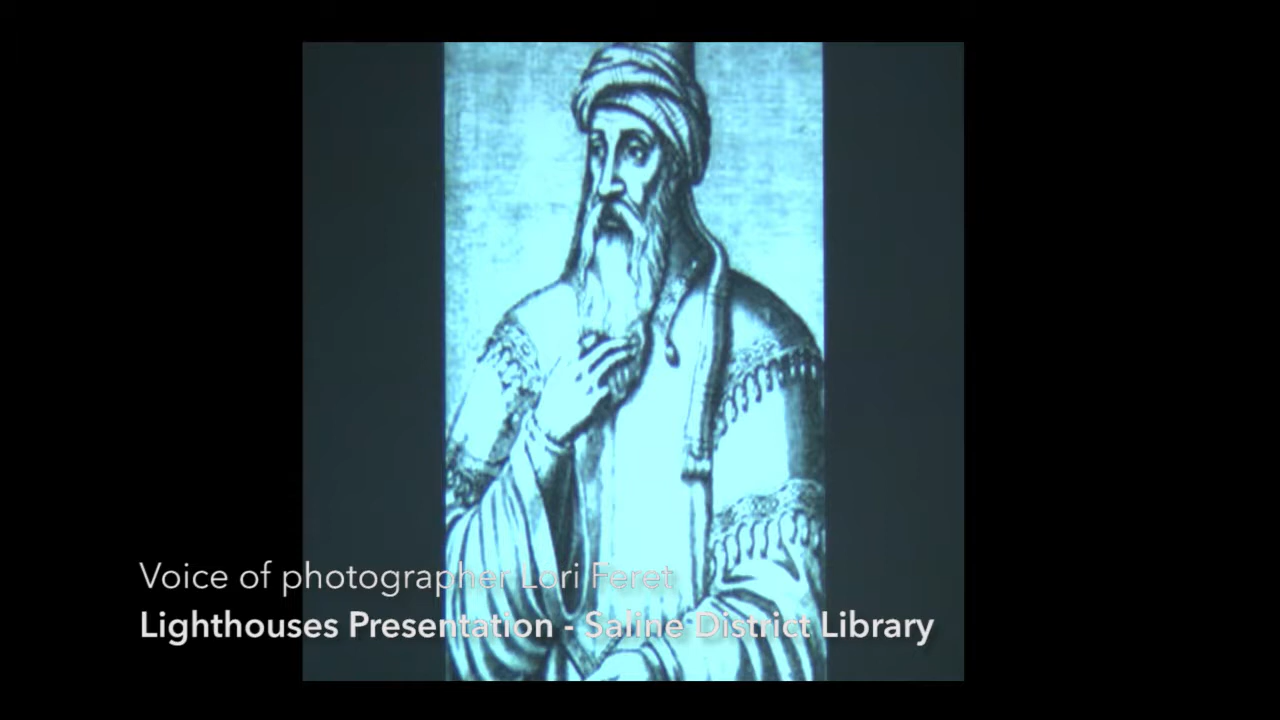 Voice of photographer Lori Feret
Lighthouses Presentation - Saline District Library